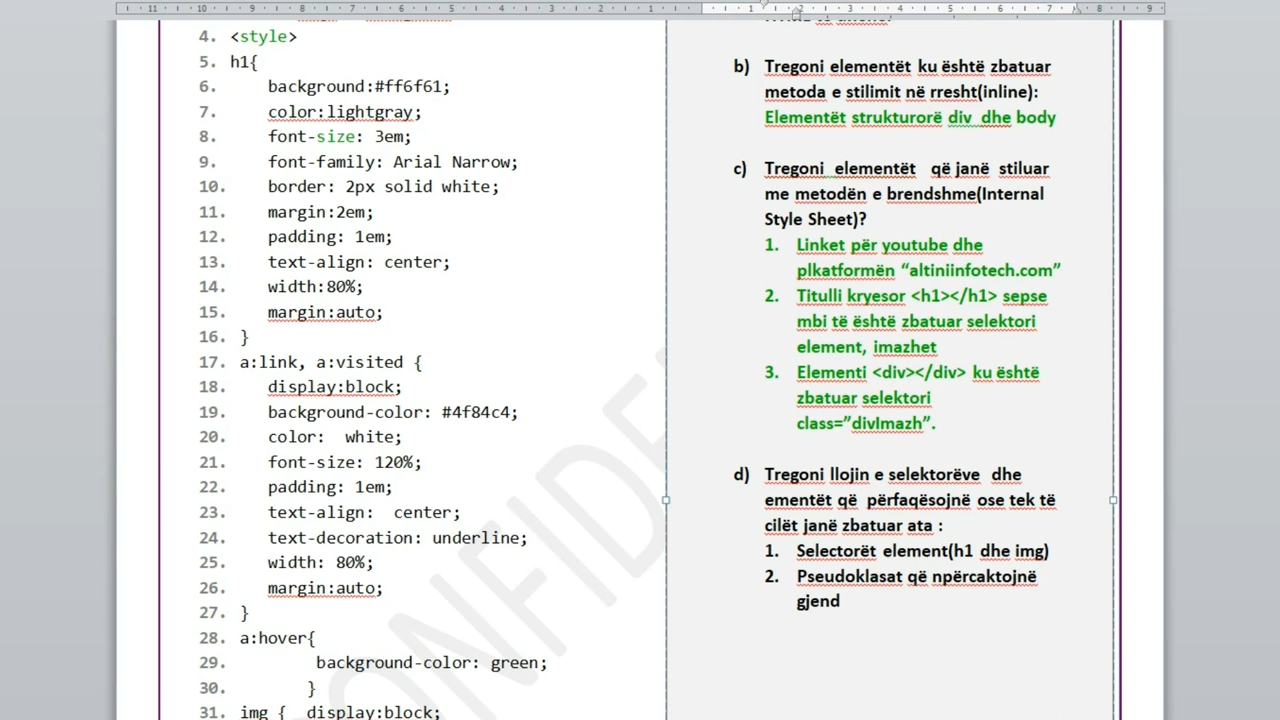 4. <style>
5. h1{
6. background:#ff6f61;
7. color:lightgray;
8. font-size: 3em;
9. font-family: Arial Narrow;
10. border: 2px solid white;
11. margin:2em;
12. padding: 1em;
13. text-align: center;
14. width:80%;
15. margin:auto;
16. }
17. a:link, a:visited {
18. display:block;
19. background-color: #4f84c4;
20. color: white;
21. font-size: 120%;
22. padding: 1em;
23. text-align: center;
24. text-decoration: underline;
25. width: 80%;
26. margin:auto;
27. }
28. a:hover{
29. background-color: green;
30. }
31. img { display:block;
b) Tregoni elementët ku është zbatuar
metoda e stilimit në rresht(inline):
Elementët strukturorë div dhe body
c) Tregoni elementët që janë stiluar
me metodën e brendshme(Internal
Style Sheet)?
1. Linket për youtube dhe
plkatformën “altiniinfotech.com”
2. Titulli kryesor <h1></h1> sepse
mbi të është zbatuar selektori
element, imazhet
3. Elementi <div></div> ku është
zbatuar selektori
class=”divImazh”.
d) Tregoni llojin e selektorëve dhe
ementët që përfaqësojnë ose tek të
cilët janë zbatuar ata :
1. Selectorët element(h1 dhe img)
2. Pseudoklasat që npërcaktojnë
gjend